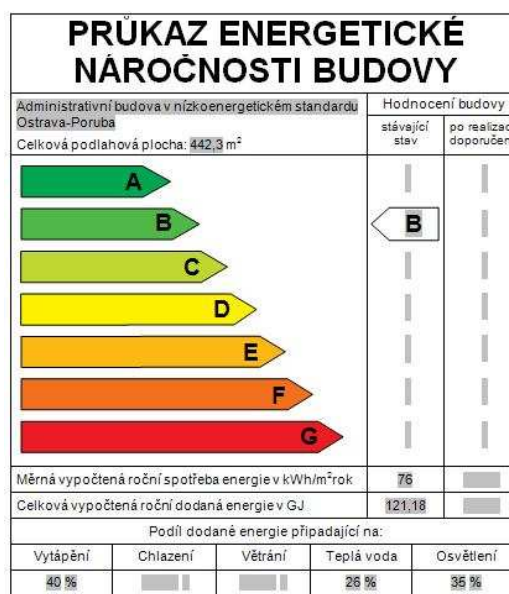 PRŮKAZ ENERGETICKÉ
NÁROČNOSTI BUDOVY
Administrativní budova v nízkoenergetickém standardu
Ostrava-Poruba
Celková podlahová plocha: 442,3 m²
Hodnocení budovy
stávající
stav
po realizac
doporučen
A
B
B
C
D
E
F
G
Měrná vypočtená roční spotřeba energie v kWh/m²rok 76
Celková vypočtená roční dodaná energie v GJ 121,18
Podíl dodané energie připadající na:
Vytápění Chlazení Větrání Teplá voda Osvětlení
40 % 26 % 35 %